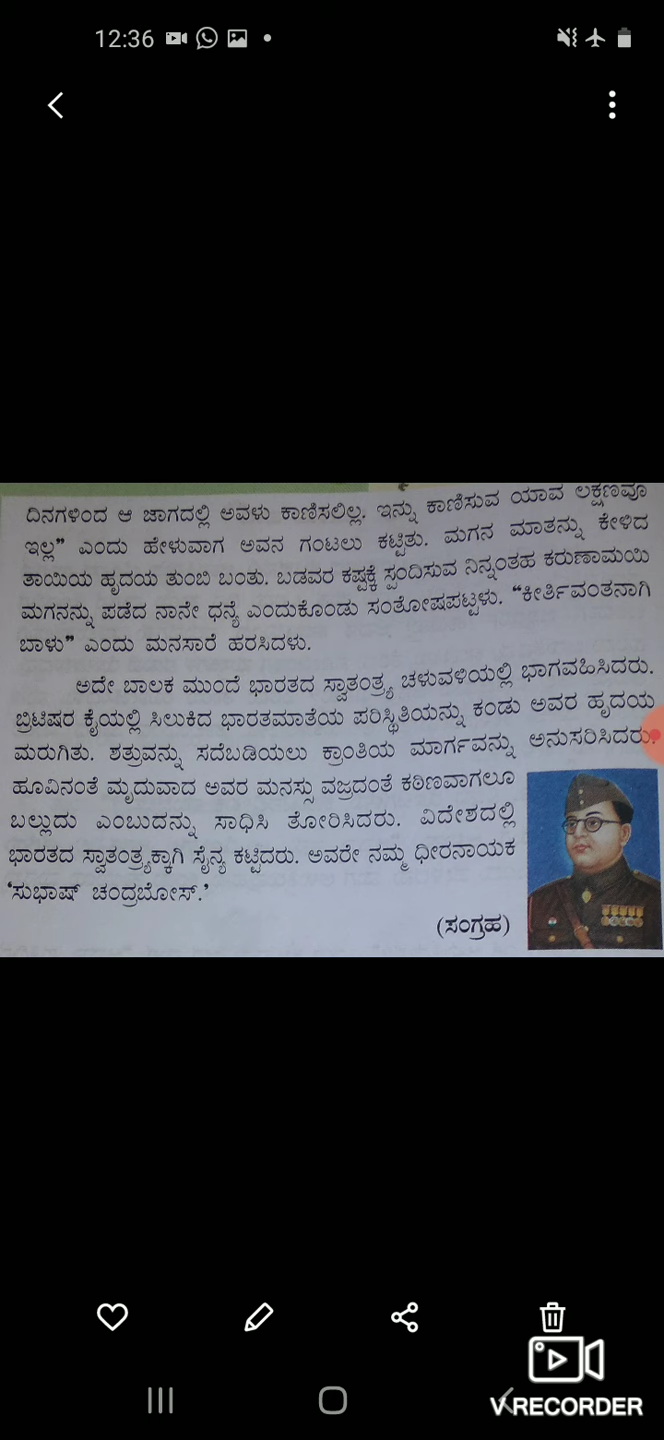 12:36
ದಿನಗಳಿಂದ ಆ ಜಾಗದಲ್ಲಿ ಅವಳು ಕಾಣಿಸಲಿಲ್ಲ. ಇನ್ನು ಕಾಣಿಸುವ ಯಾವ ಲಕ್ಷಣವೂ
ಇಲ್ಲ” ಎಂದು ಹೇಳುವಾಗ ಅವನ ಗಂಟಲು ಕಟ್ಟಿತು. ಮಗನ ಮಾತನ್ನು ಕೇಳಿದ
ತಾಯಿಯ ಹೃದಯ ತುಂಬಿ ಬಂತು. ಬಡವರ ಕಷ್ಟಕ್ಕೆ ಸ್ಪಂದಿಸುವ ನಿನ್ನಂತಹ ಕರುಣಾಮಯಿ
ಮಗನನ್ನು ಪಡೆದ ನಾನೇ ಧನ್ಯೆ ಎಂದುಕೊಂಡು ಸಂತೋಷಪಟ್ಟಳು. “ಕೀರ್ತಿವಂತನಾಗಿ
ಬಾಳು” ಎಂದು ಮನಸಾರೆ ಹರಸಿದಳು.
ಅದೇ ಬಾಲಕ ಮುಂದೆ ಭಾರತದ ಸ್ವಾತಂತ್ರ್ಯ ಚಳುವಳಿಯಲ್ಲಿ ಭಾಗವಹಿಸಿದರು.
ಬ್ರಿಟಿಷರ ಕೈಯಲ್ಲಿ ಸಿಲುಕಿದ ಭಾರತಮಾತೆಯ ಪರಿಸ್ಥಿತಿಯನ್ನು ಕಂಡು ಅವರ ಹೃದಯ
ಮರುಗಿತು. ಶತ್ರುವನ್ನು ಸದೆಬಡಿಯಲು ಕ್ರಾಂತಿಯ ಮಾರ್ಗವನ್ನು ಅನುಸರಿಸಿದರು.
ಹೂವಿನಂತೆ ಮೃದುವಾದ ಅವರ ಮನಸ್ಸು ವಜ್ರದಂತೆ ಕಠಿಣವಾಗಲೂ
ಬಲ್ಲುದು ಎಂಬುದನ್ನು ಸಾಧಿಸಿ ತೋರಿಸಿದರು. ವಿದೇಶದಲ್ಲಿ
ಭಾರತದ ಸ್ವಾತಂತ್ರ್ಯಕ್ಕಾಗಿ ಸೈನ್ಯ ಕಟ್ಟಿದರು. ಅವರೇ ನಮ್ಮ ಧೀರನಾಯಕ
‘ಸುಭಾಷ್ ಚಂದ್ರಬೋಸ್.’
(ಸಂಗ್ರಹ)
V RECORDER